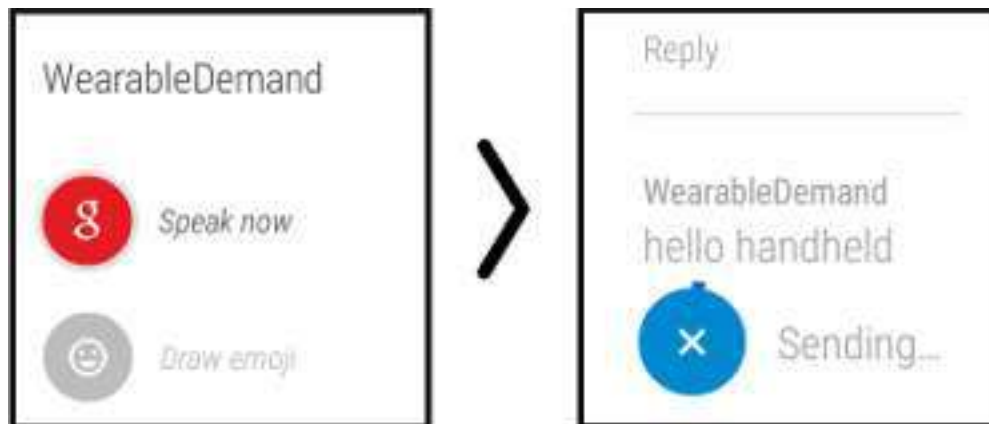 WearableDemand
g Speak now
Draw emoji
Reply
WearableDemand
hello handheld
Sending...